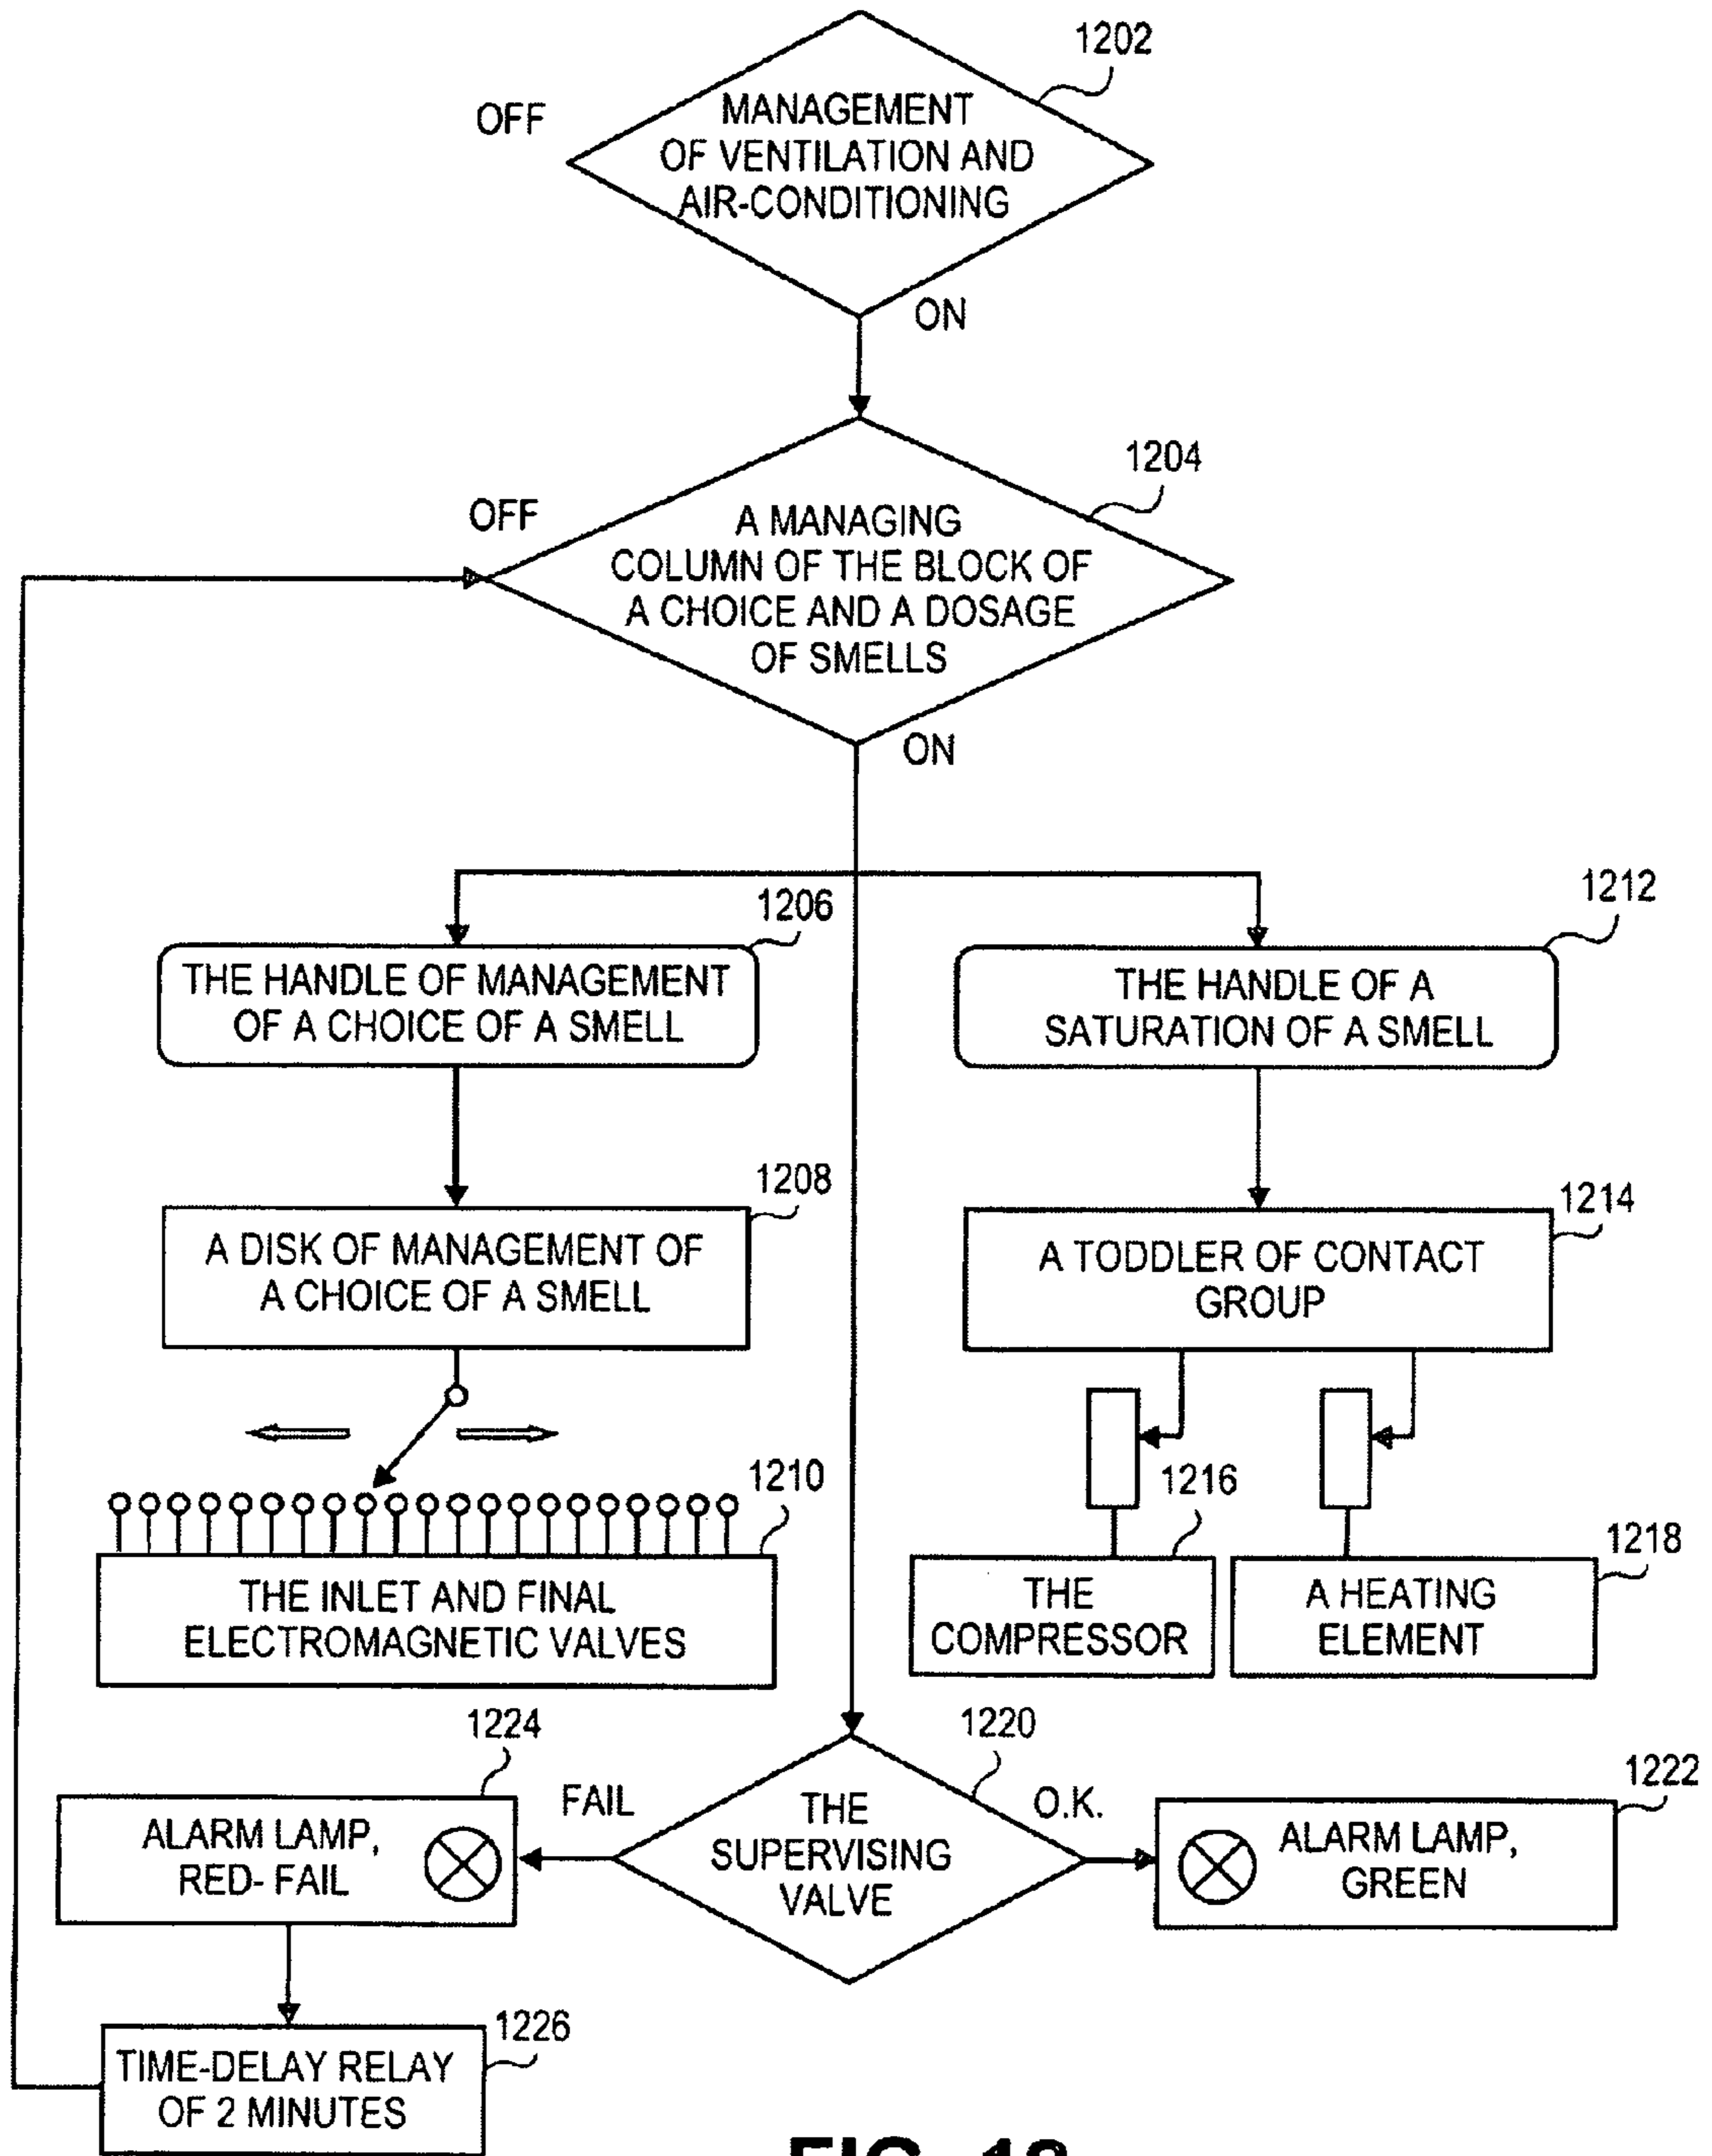 1202
OFF
MANAGEMENT
OF VENTILATION AND
AIR-CONDITIONING
ON
1204
OFF
A MANAGING
COLUMN OF THE BLOCK OF
A CHOICE AND A DOSAGE
OF SMELLS
ON
1206
THE HANDLE OF MANAGEMENT
OF A CHOICE OF A SMELL
1212
THE HANDLE OF A
SATURATION OF A SMELL
1208
A DISK OF MANAGEMENT OF
A CHOICE OF A SMELL
1214
A TODDLER OF CONTACT
GROUP
1210
THE INLET AND FINAL
ELECTROMAGNETIC VALVES
1216
THE
COMPRESSOR
1218
A HEATING
ELEMENT
1224
ALARM LAMP,
RED- FAIL
FAIL
1220
THE
SUPERVISING
VALVE
O.K.
1222
ALARM LAMP,
GREEN
1226
TIME-DELAY RELAY
OF 2 MINUTES